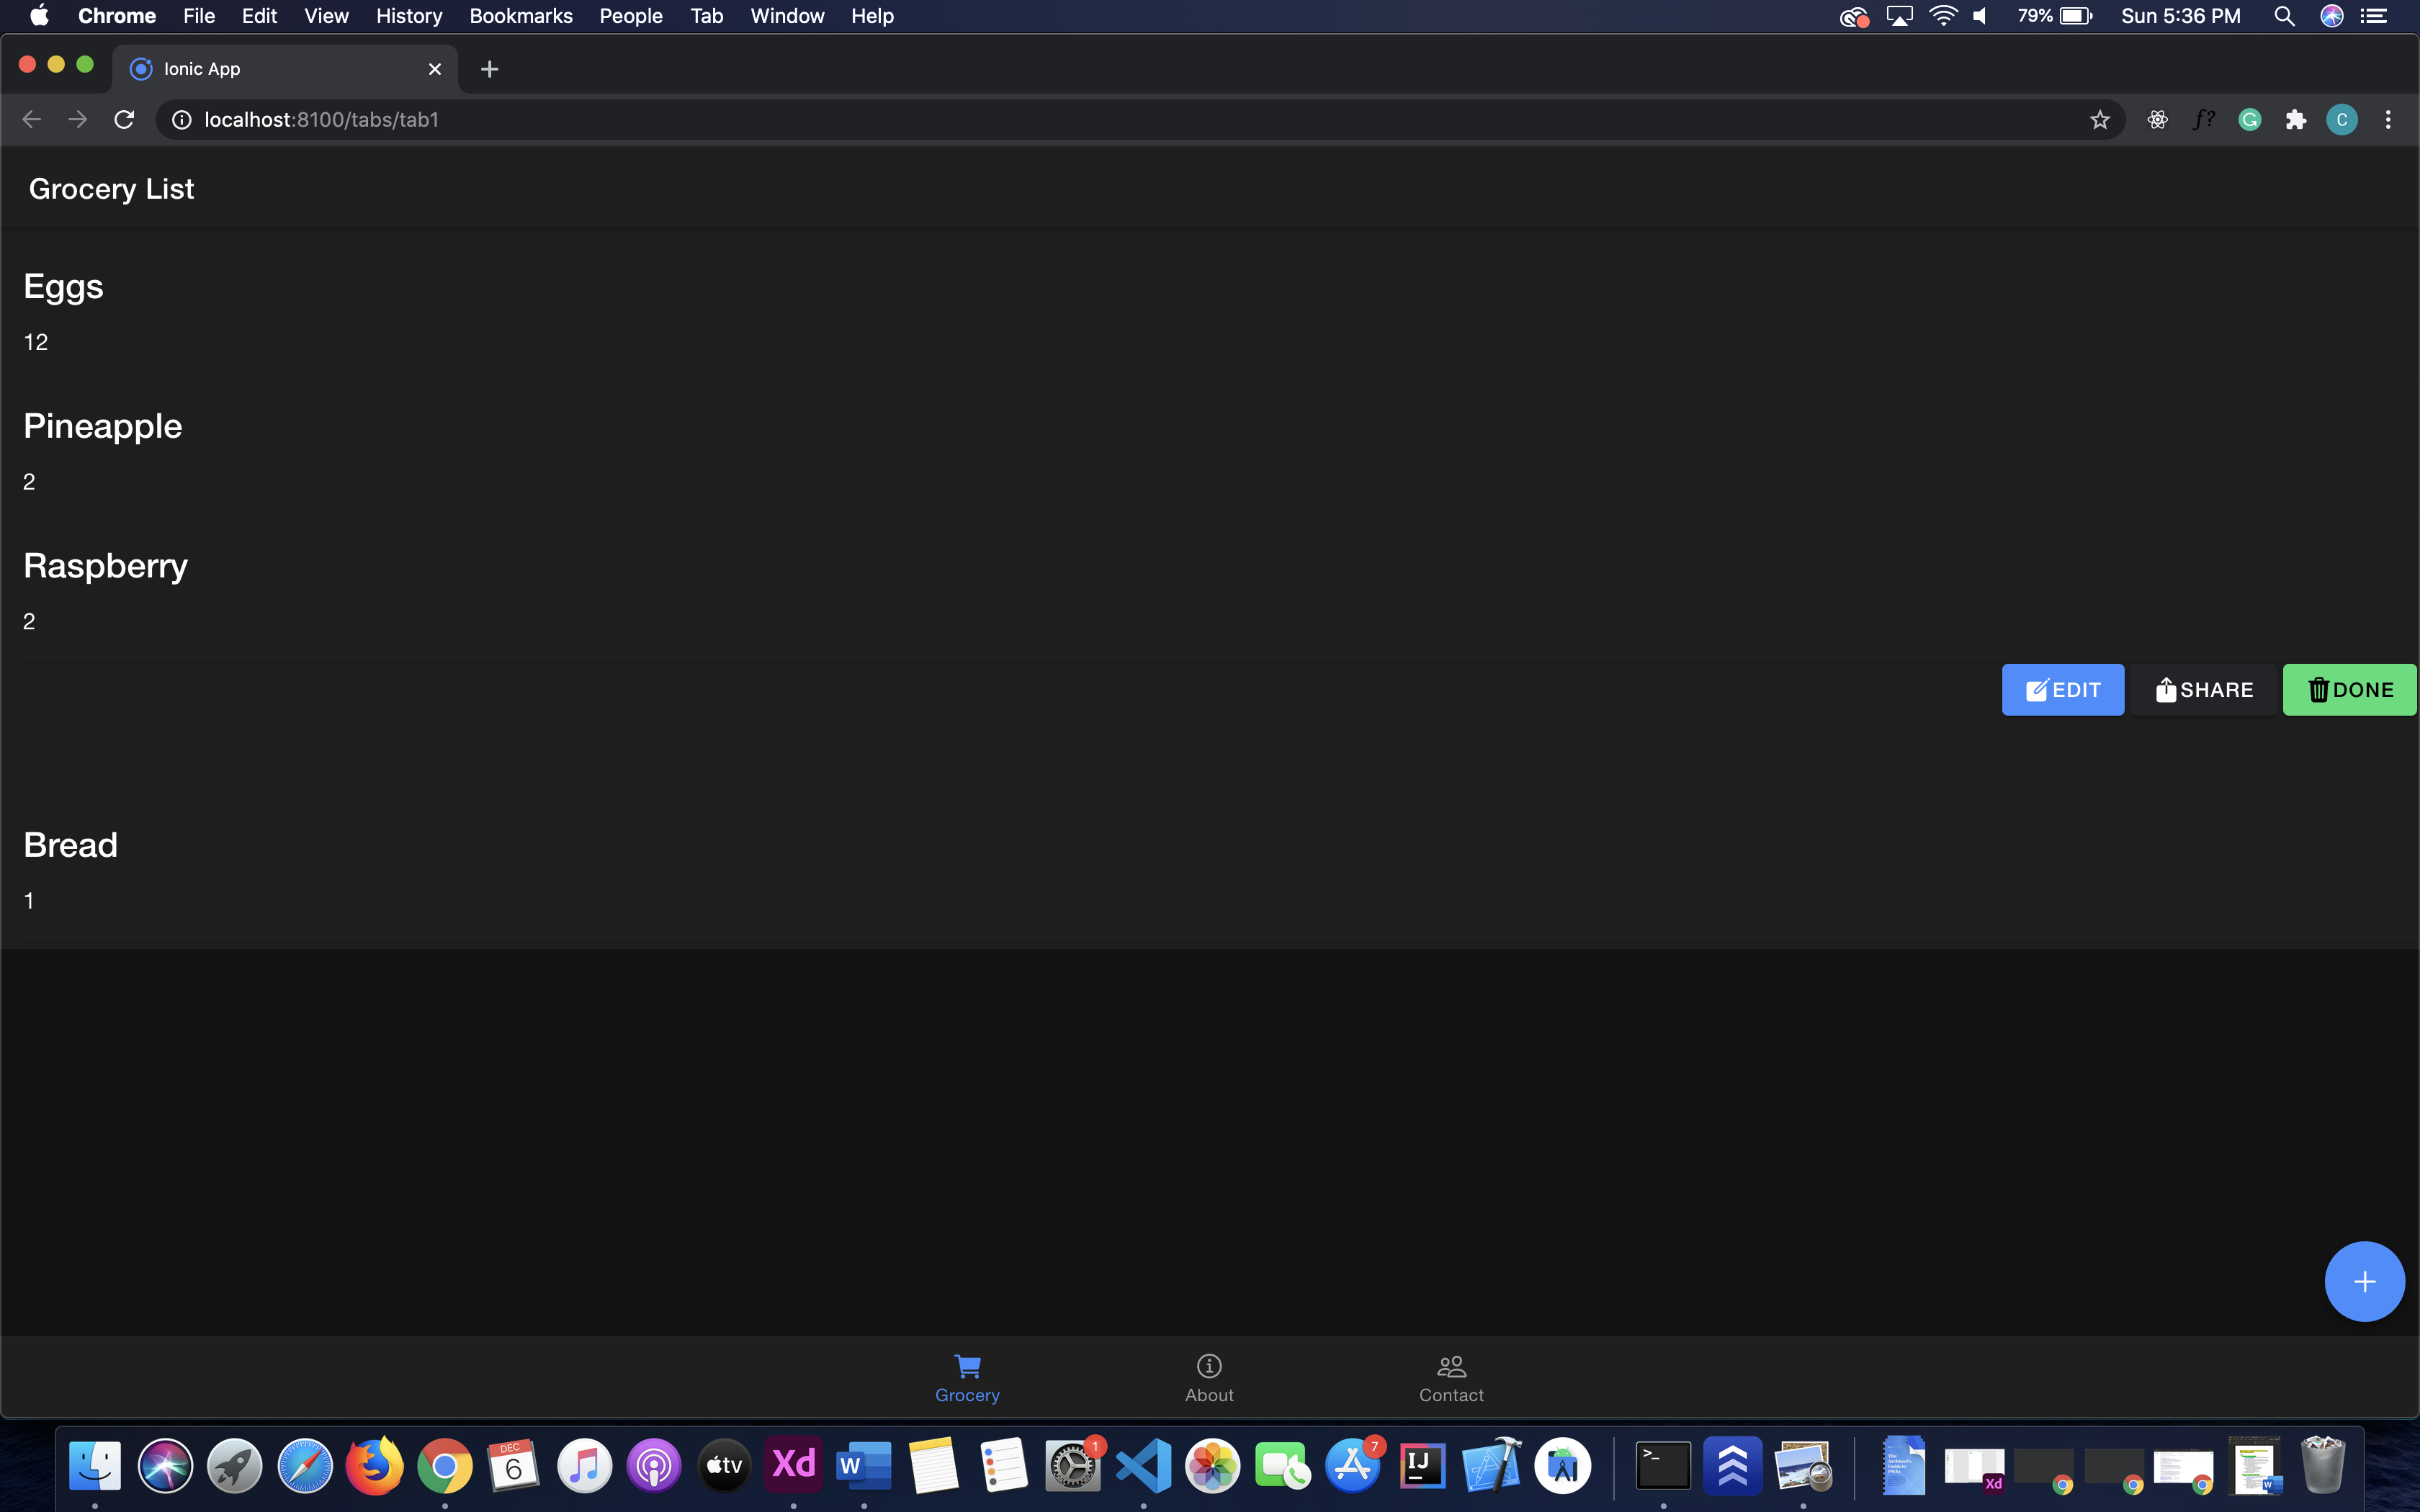 Chrome File Edit View History Bookmarks People Tab Window Help 79% Sun 5:36 PM
Ionic App
localhost:8100/tabs/tab1 f? G C
Grocery List
Eggs
12
Pineapple
2
Raspberry
2
EDIT SHARE DONE
Bread
1
+
Grocery About Contact
DEC 6 tv Xd W 1 7 IJ >_ Xd W